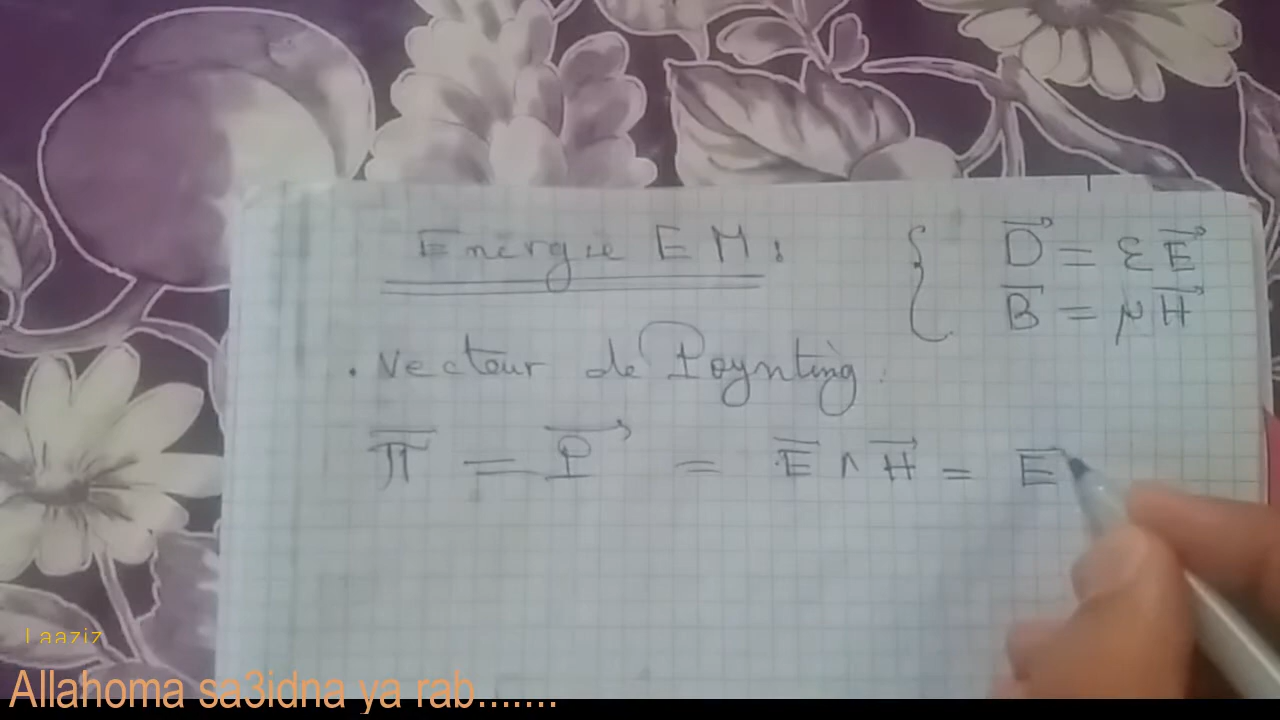 Energie EM:
{ D⃗ = εE⃗
B⃗ = μH⃗
. Vecteur de Poynting:
π⃗ = P⃗ = E⃗ ∧ H⃗ = E⃗
Laaziz
Allahoma sa3idna ya rab.......